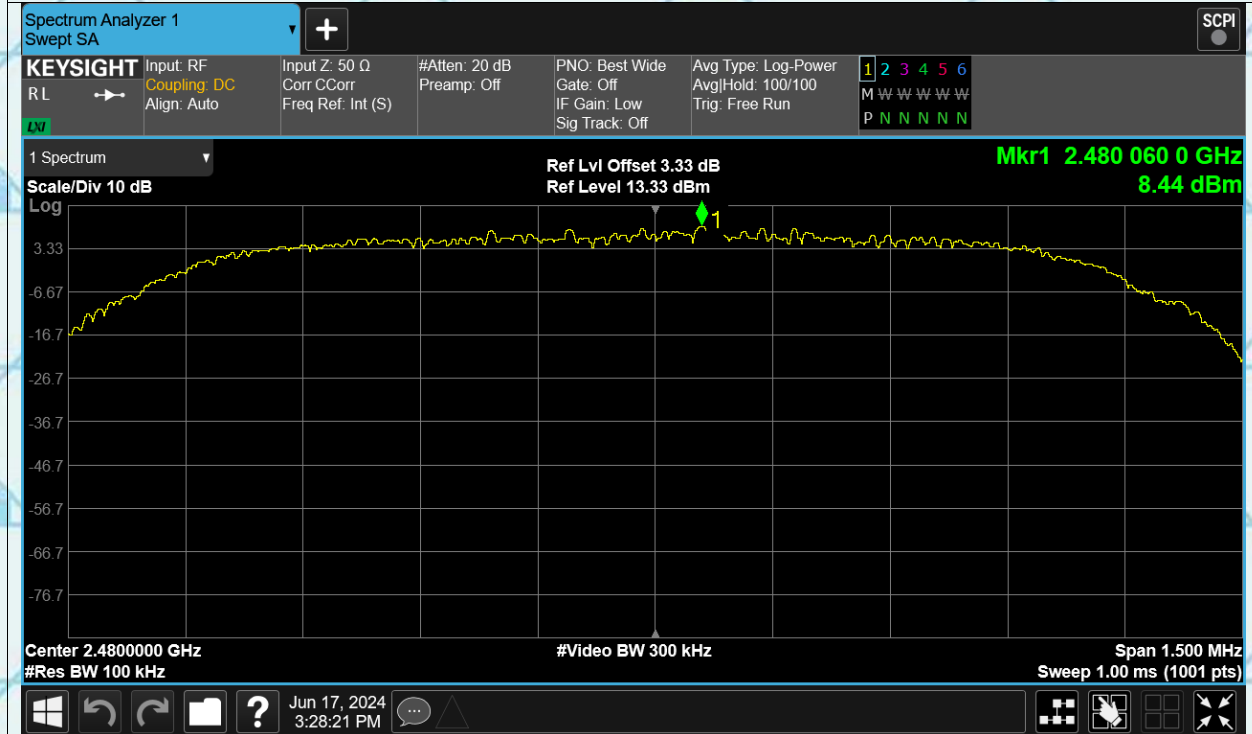 Spectrum Analyzer 1
Swept SA
SCPI
KEYSIGHT
R L
LXI
Input: RF
Coupling: DC
Align: Auto
Input Z: 50 Ω
Corr CCorr
Freq Ref: Int (S)
#Atten: 20 dB
Preamp: Off
PNO: Best Wide
Gate: Off
IF Gain: Low
Sig Track: Off
Avg Type: Log-Power
Avg|Hold: 100/100
Trig: Free Run
1 2 3 4 5 6
M W W W W W
P N N N N N
1 Spectrum
Scale/Div 10 dB
Log
Ref Lvl Offset 3.33 dB
Ref Level 13.33 dBm
Mkr1 2.480 060 0 GHz
8.44 dBm
1
3.33
-6.67
-16.7
-26.7
-36.7
-46.7
-56.7
-66.7
-76.7
Center 2.4800000 GHz
#Res BW 100 kHz
#Video BW 300 kHz
Span 1.500 MHz
Sweep 1.00 ms (1001 pts)
?
Jun 17, 2024
3:28:21 PM